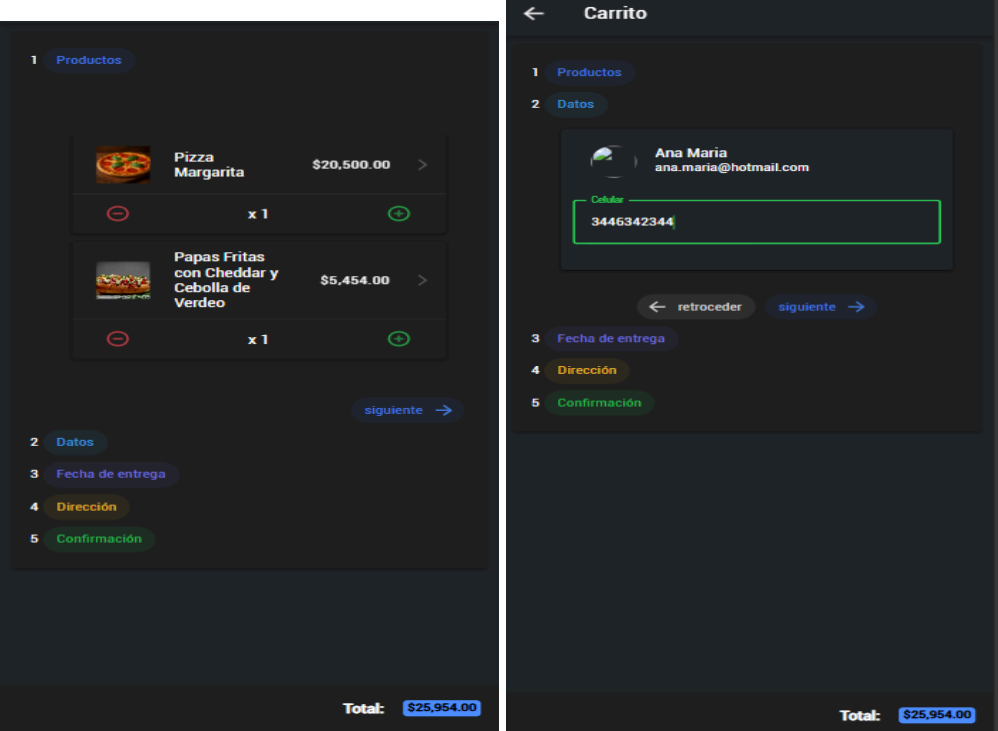 1 Productos
Pizza
Margarita
$20,500.00
x 1
Papas Fritas
con Cheddar y
Cebolla de
Verdeo
$5,454.00
x 1
siguiente
2 Datos
3 Fecha de entrega
4 Dirección
5 Confirmación
Total: $25,954.00
Carrito
1 Productos
2 Datos
Ana Maria
ana.maria@hotmail.com
Celular
3446342344
retroceder siguiente
3 Fecha de entrega
4 Dirección
5 Confirmación
Total: $25,954.00